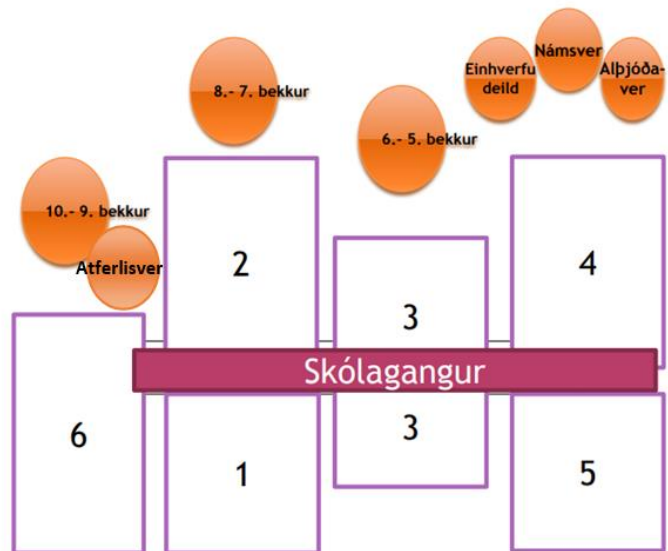 Námsver
Einhverfu
deild
Alþjóða-
ver
8.- 7. bekkur
6.- 5. bekkur
10.- 9. bekkur
Atferlisver
2
4
3
Skólagangur
6
1
3
5